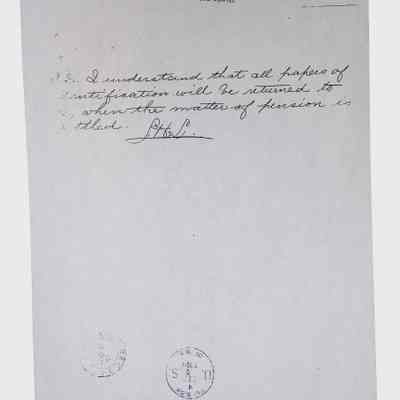 P.S. I understand that all papers of
identification will be returned to
when the matter of pension is
settled. L.H.L.
U.S.